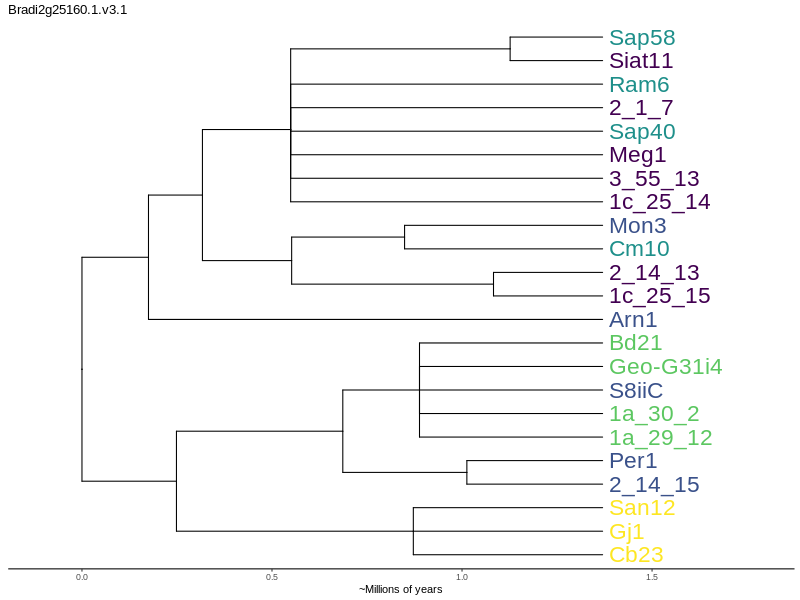 Bradi2g25160.1.v3.1
Sap58
Siat11
Ram6
2_1_7
Sap40
Meg1
3_55_13
1c_25_14
Mon3
Cm10
2_14_13
1c_25_15
Arn1
Bd21
Geo-G31i4
S8iiC
1a_30_2
1a_29_12
Per1
2_14_15
San12
Gj1
Cb23
0.0 0.5 1.0 1.5
~Millions of years